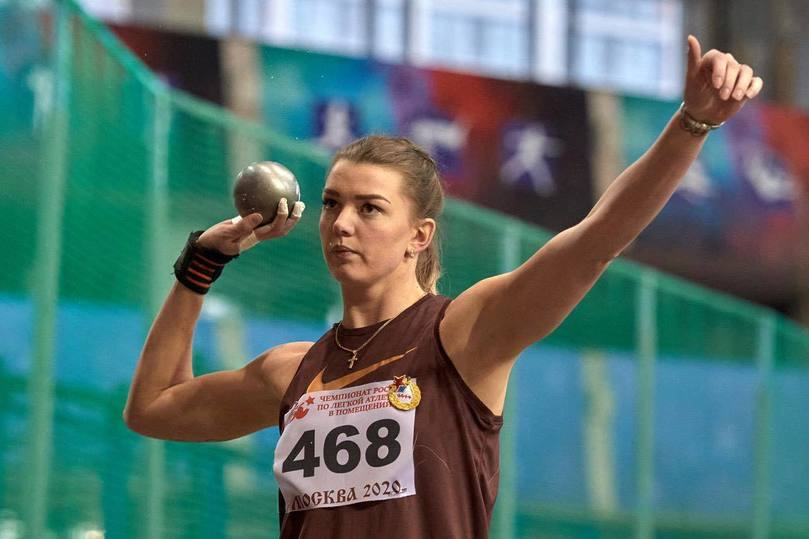 ЧЕМПИОНАТ РОС
ПО ЛЕГКОЙ АТЛЕ
В ПОМЕЩЕНИ
468
МОСКВА 2020